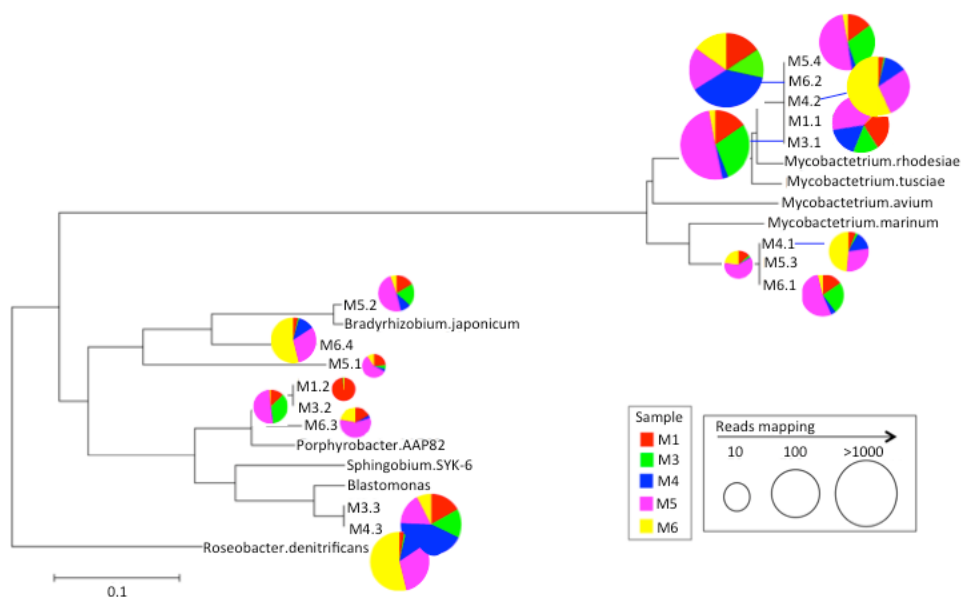 M5.4
M6.2
M4.2
M1.1
M3.1
Mycobactetrium.rhodesiae
Mycobactetrium.tusciae
Mycobactetrium.avium
Mycobactetrium.marinum
M4.1
M5.3
M6.1
M5.2
Bradyrhizobium.japonicum
M6.4
M5.1
M1.2
M3.2
M6.3
Porphyrobacter.AAP82
Sphingobium.SYK-6
Blastomonas
M3.3
M4.3
Roseobacter.denitrificans
0.1
Sample
M1
M3
M4
M5
M6
Reads mapping
10 100 >1000